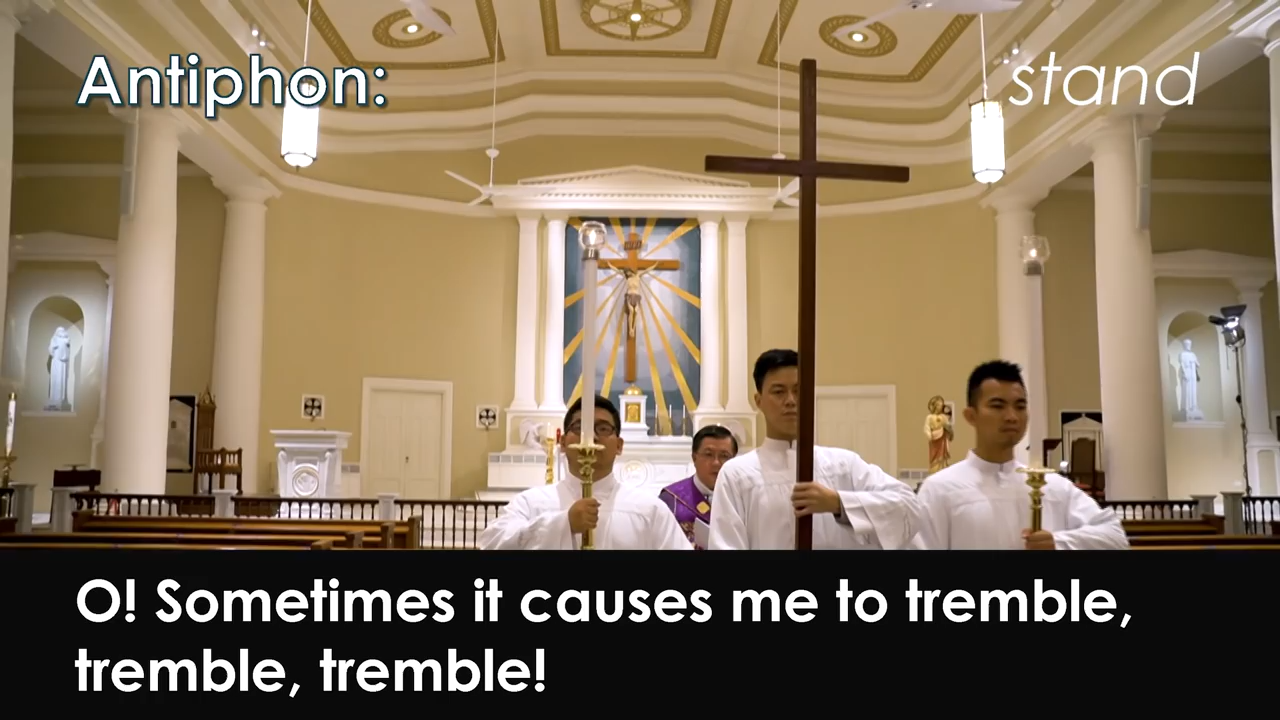 Antiphon:
stand
O! Sometimes it causes me to tremble,
tremble, tremble!